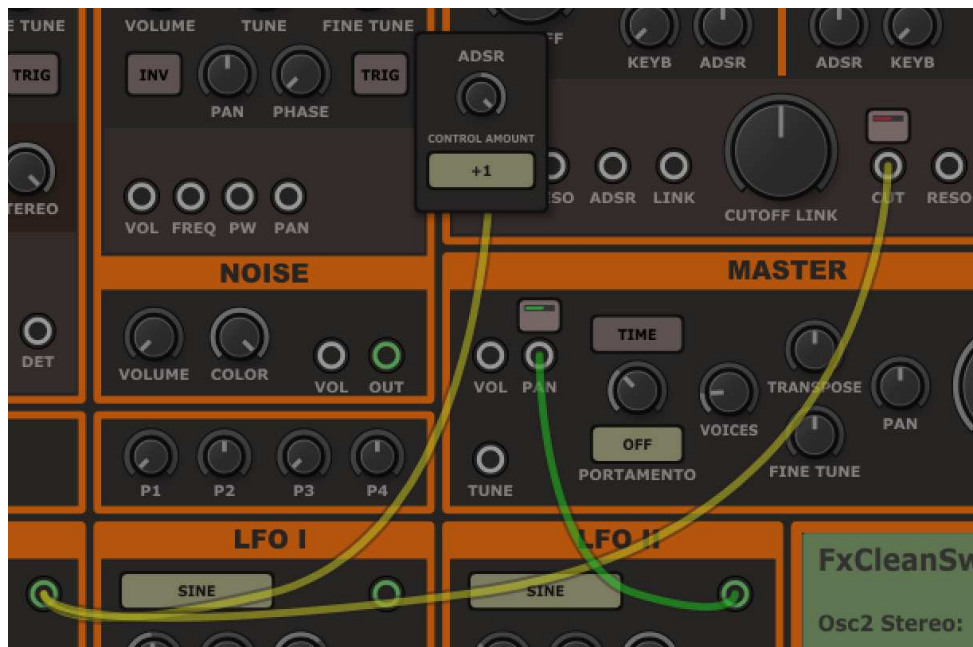 E TUNE
VOLUME TUNE FINE TUNE
FF
KEYB ADSR
ADSR KEYB
TRIG
INV
TRIG
PAN PHASE
ADSR
CONTROL AMOUNT
+1
TEREO
VOL FREQ PW PAN
SO ADSR LINK
CUTOFF LINK
CUT RESO
NOISE
MASTER
DET
VOLUME COLOR
VOL OUT
VOL PAN
TIME
VOICES
TRANSPOSE
PAN
OFF
PORTAMENTO
FINE TUNE
TUNE
P1 P2 P3 P4
LFO I
LFO II
SINE
SINE
FxCleanSw
Osc2 Stereo: